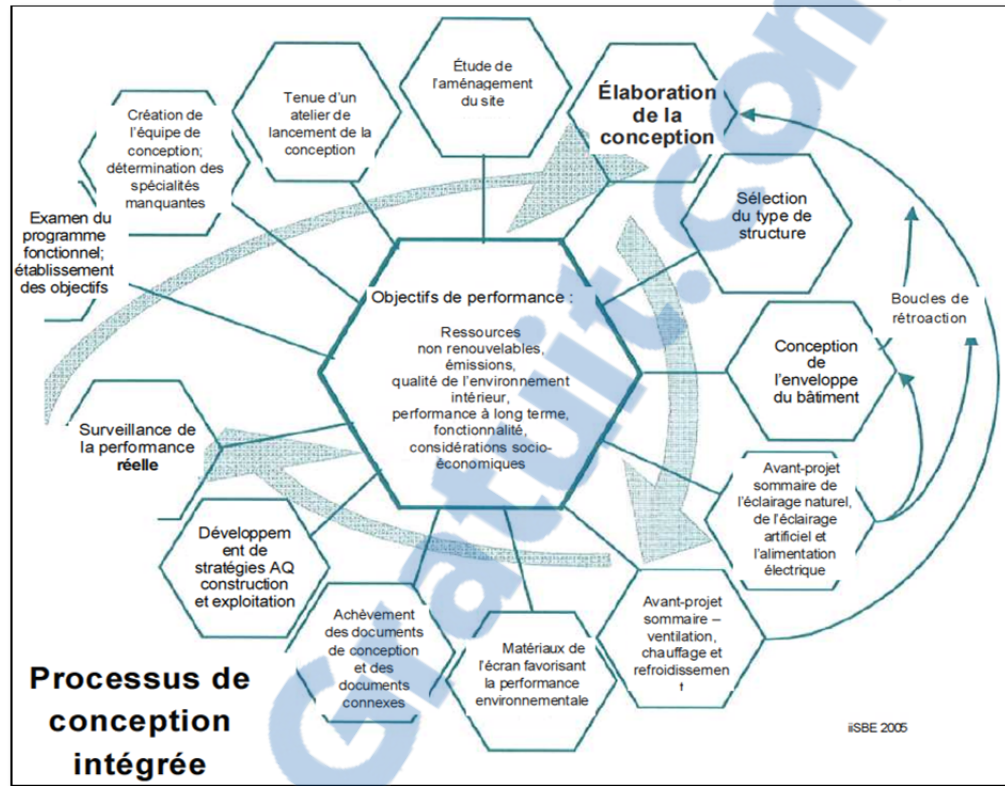 Étude de
l'aménagement
du site
Élaboration
de la
conception
Tenue d'un
atelier de
lancement de la
conception
Création de
l'équipe de
conception;
détermination des
spécialités
manquantes
Sélection
du type de
structure
Examen du
programme
fonctionnel;
établissement
des objectifs
Objectifs de performance :
Ressources
non renouvelables,
émissions,
qualité de l'environnement
intérieur,
performance à long terme,
fonctionnalité,
considérations socio-
économiques
Boucles de
rétroaction
Conception
de
l'enveloppe
du bâtiment
Surveillance de
la performance
réelle
Avant-projet
sommaire de
l'éclairage naturel,
de l'éclairage
artificiel et
l'alimentation
électrique
Développem
ent de
stratégies AQ
construction
et exploitation
Achèvement
des documents
de conception
et des
documents
connexes
Matériaux de
l'écran favorisant
la performance
environnementale
Avant-projet
sommaire –
ventilation,
chauffage et
refroidissemen
t
Processus de
conception
intégrée
iiSBE 2005
Gratuit.com